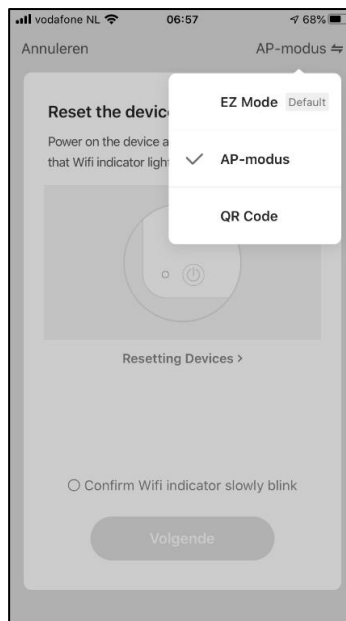 vodafone NL 06:57 68%
Annuleren AP-modus
EZ Mode Default
Reset the devic
Power on the device a
AP-modus
that Wifi indicator ligh
QR Code
Resetting Devices >
Confirm Wifi indicator slowly blink
Volgende